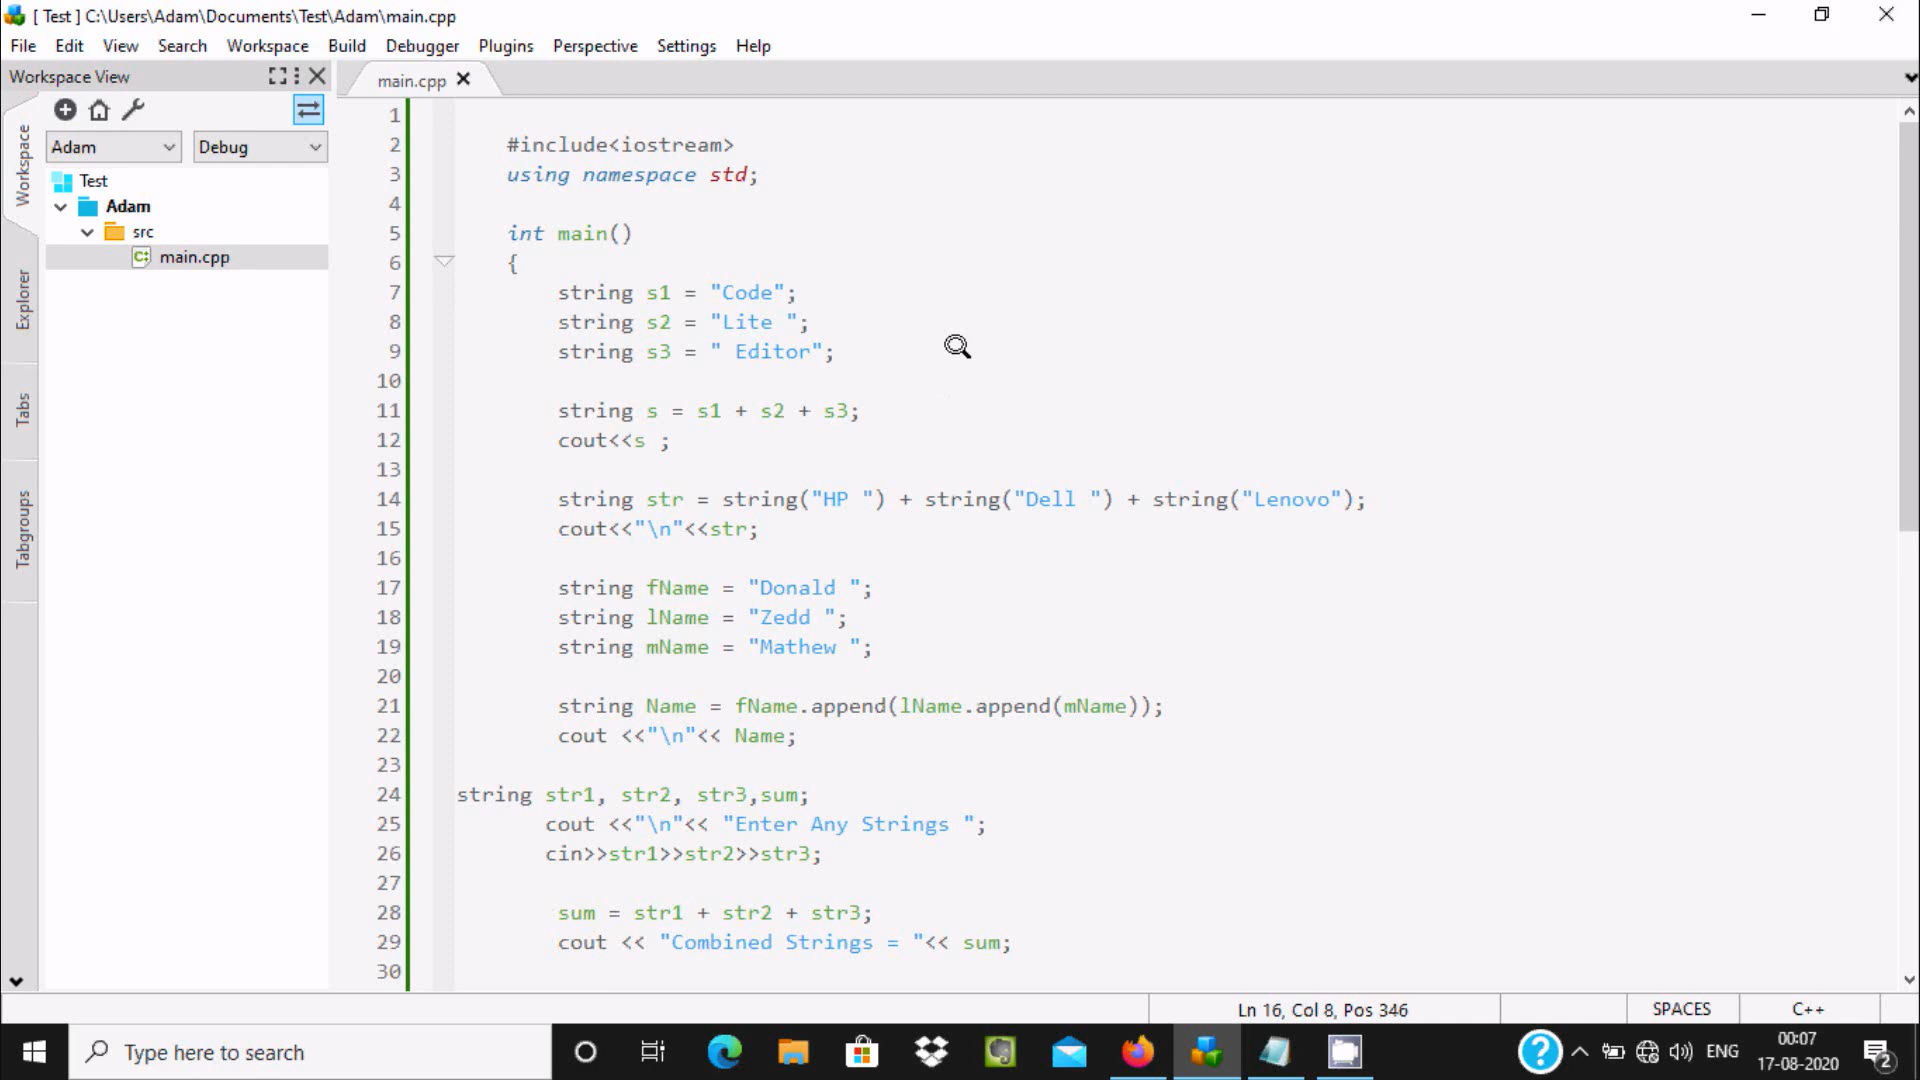 [ Test ] C:\Users\Adam\Documents\Test\Adam\main.cpp
File Edit View Search Workspace Build Debugger Plugins Perspective Settings Help
Workspace View
main.cpp
Adam Debug
Test
Adam
src
main.cpp
Workspace
Explorer
Tabs
Tabgroups
1
2 #include<iostream>
3 using namespace std;
4
5 int main()
6 {
7 string s1 = "Code";
8 string s2 = "Lite ";
9 string s3 = " Editor";
10
11 string s = s1 + s2 + s3;
12 cout<<s ;
13
14 string str = string("HP ") + string("Dell ") + string("Lenovo");
15 cout<<"\n"<<str;
16
17 string fName = "Donald ";
18 string lName = "Zedd ";
19 string mName = "Mathew ";
20
21 string Name = fName.append(lName.append(mName));
22 cout <<"\n"<< Name;
23
24 string str1, str2, str3,sum;
25 cout <<"\n"<< "Enter Any Strings ";
26 cin>>str1>>str2>>str3;
27
28 sum = str1 + str2 + str3;
29 cout << "Combined Strings = "<< sum;
30
Ln 16, Col 8, Pos 346 SPACES C++
Type here to search
ENG
00:07
17-08-2020
2